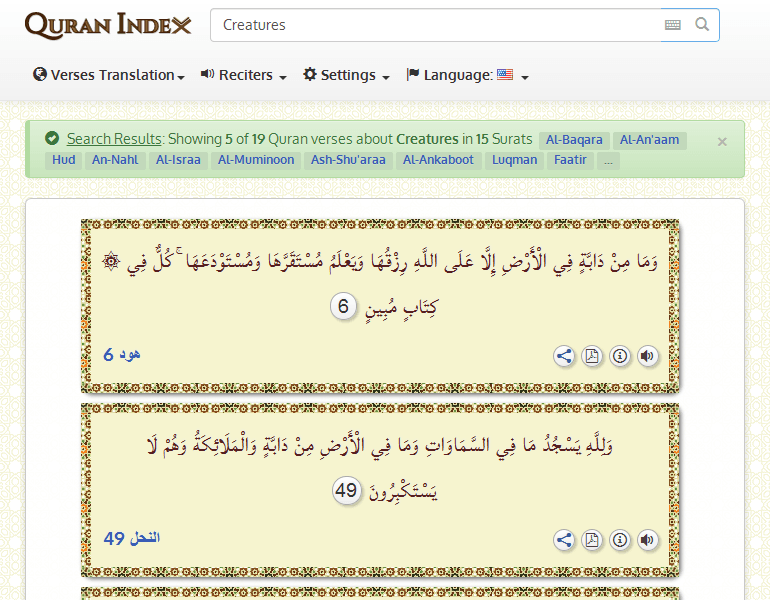 QURAN INDEX
Creatures
Verses Translation Reciters Settings Language:
Search Results: Showing 5 of 19 Quran verses about Creatures in 15 Surats Al-Baqara Al-An'aam ×
Hud An-Nahl Al-Israa Al-Muminoon Ash-Shu'araa Al-Ankaboot Luqman Faatir ...
۞ وَمَا مِنْ دَابَّةٍ فِي الْأَرْضِ إِلَّا عَلَى اللَّهِ رِزْقُهَا وَيَعْلَمُ مُسْتَقَرَّهَا وَمُسْتَوْدَعَهَا ۚ كُلٌّ فِي
كِتَابٍ مُبِينٍ 6
هود 6
وَلِلَّهِ يَسْجُدُ مَا فِي السَّمَاوَاتِ وَمَا فِي الْأَرْضِ مِنْ دَابَّةٍ وَالْمَلَائِكَةُ وَهُمْ لَا
يَسْتَكْبِرُونَ 49
النحل 49